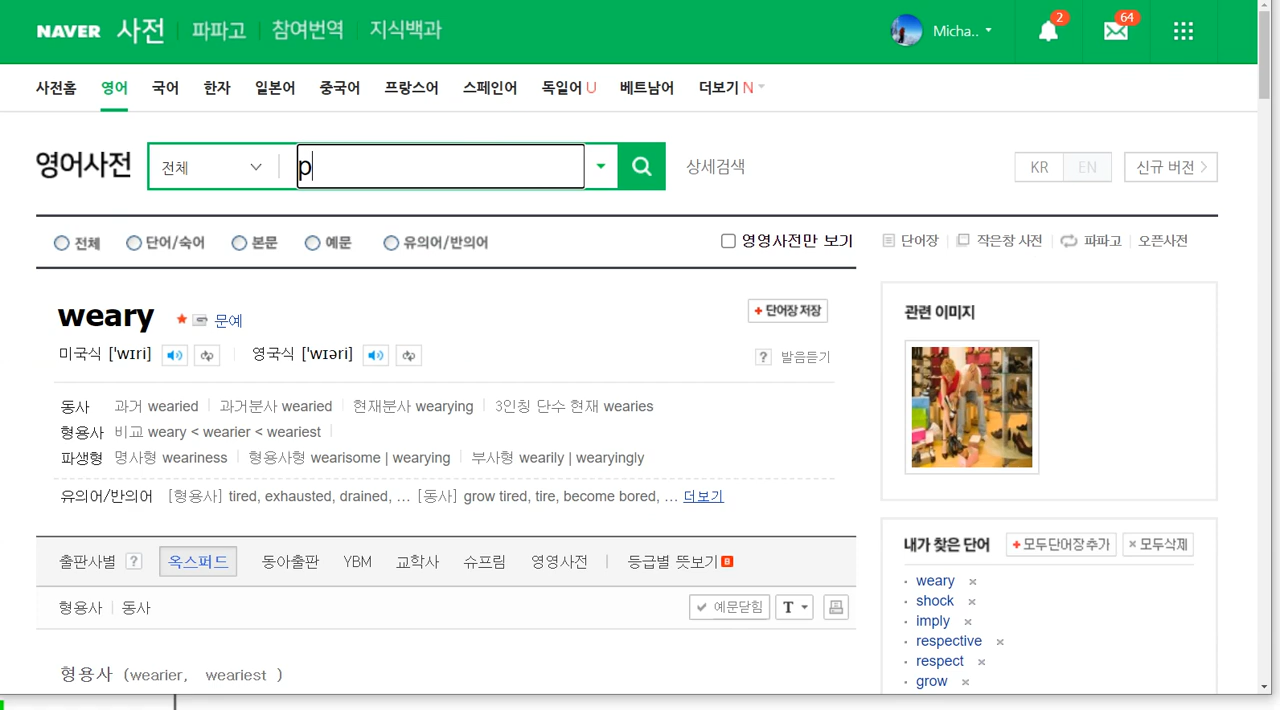 NAVER 사전 파파고 참여번역 지식백과 Micha.. 2 64
사전홈 영어 국어 한자 일본어 중국어 프랑스어 스페인어 독일어 U 베트남어 더보기 N
영어사전 전체 p 상세검색 KR EN 신규 버전
전체 단어/숙어 본문 예문 유의어/반의어 영영사전만 보기 단어장 작은창 사전 파파고 오픈사전
weary 문예 +단어장 저장
미국식 ['wɪri] 영국식 ['wɪəri] ? 발음듣기
동사 과거 wearied 과거분사 wearied 현재분사 wearying 3인칭 단수 현재 wearies
형용사 비교 weary < wearier < weariest
파생형 명사형 weariness 형용사형 wearisome | wearying 부사형 wearily | wearyingly
유의어/반의어 [형용사] tired, exhausted, drained, ... [동사] grow tired, tire, become bored, ... 더보기
출판사별 ? 옥스퍼드 동아출판 YBM 교학사 슈프림 영영사전 등급별 뜻보기
형용사 동사 예문닫힘 T
형용사 (wearier, weariest )
관련 이미지
내가 찾은 단어 +모두단어장추가 ×모두삭제
· weary ×
· shock ×
· imply ×
· respective ×
· respect ×
· grow ×